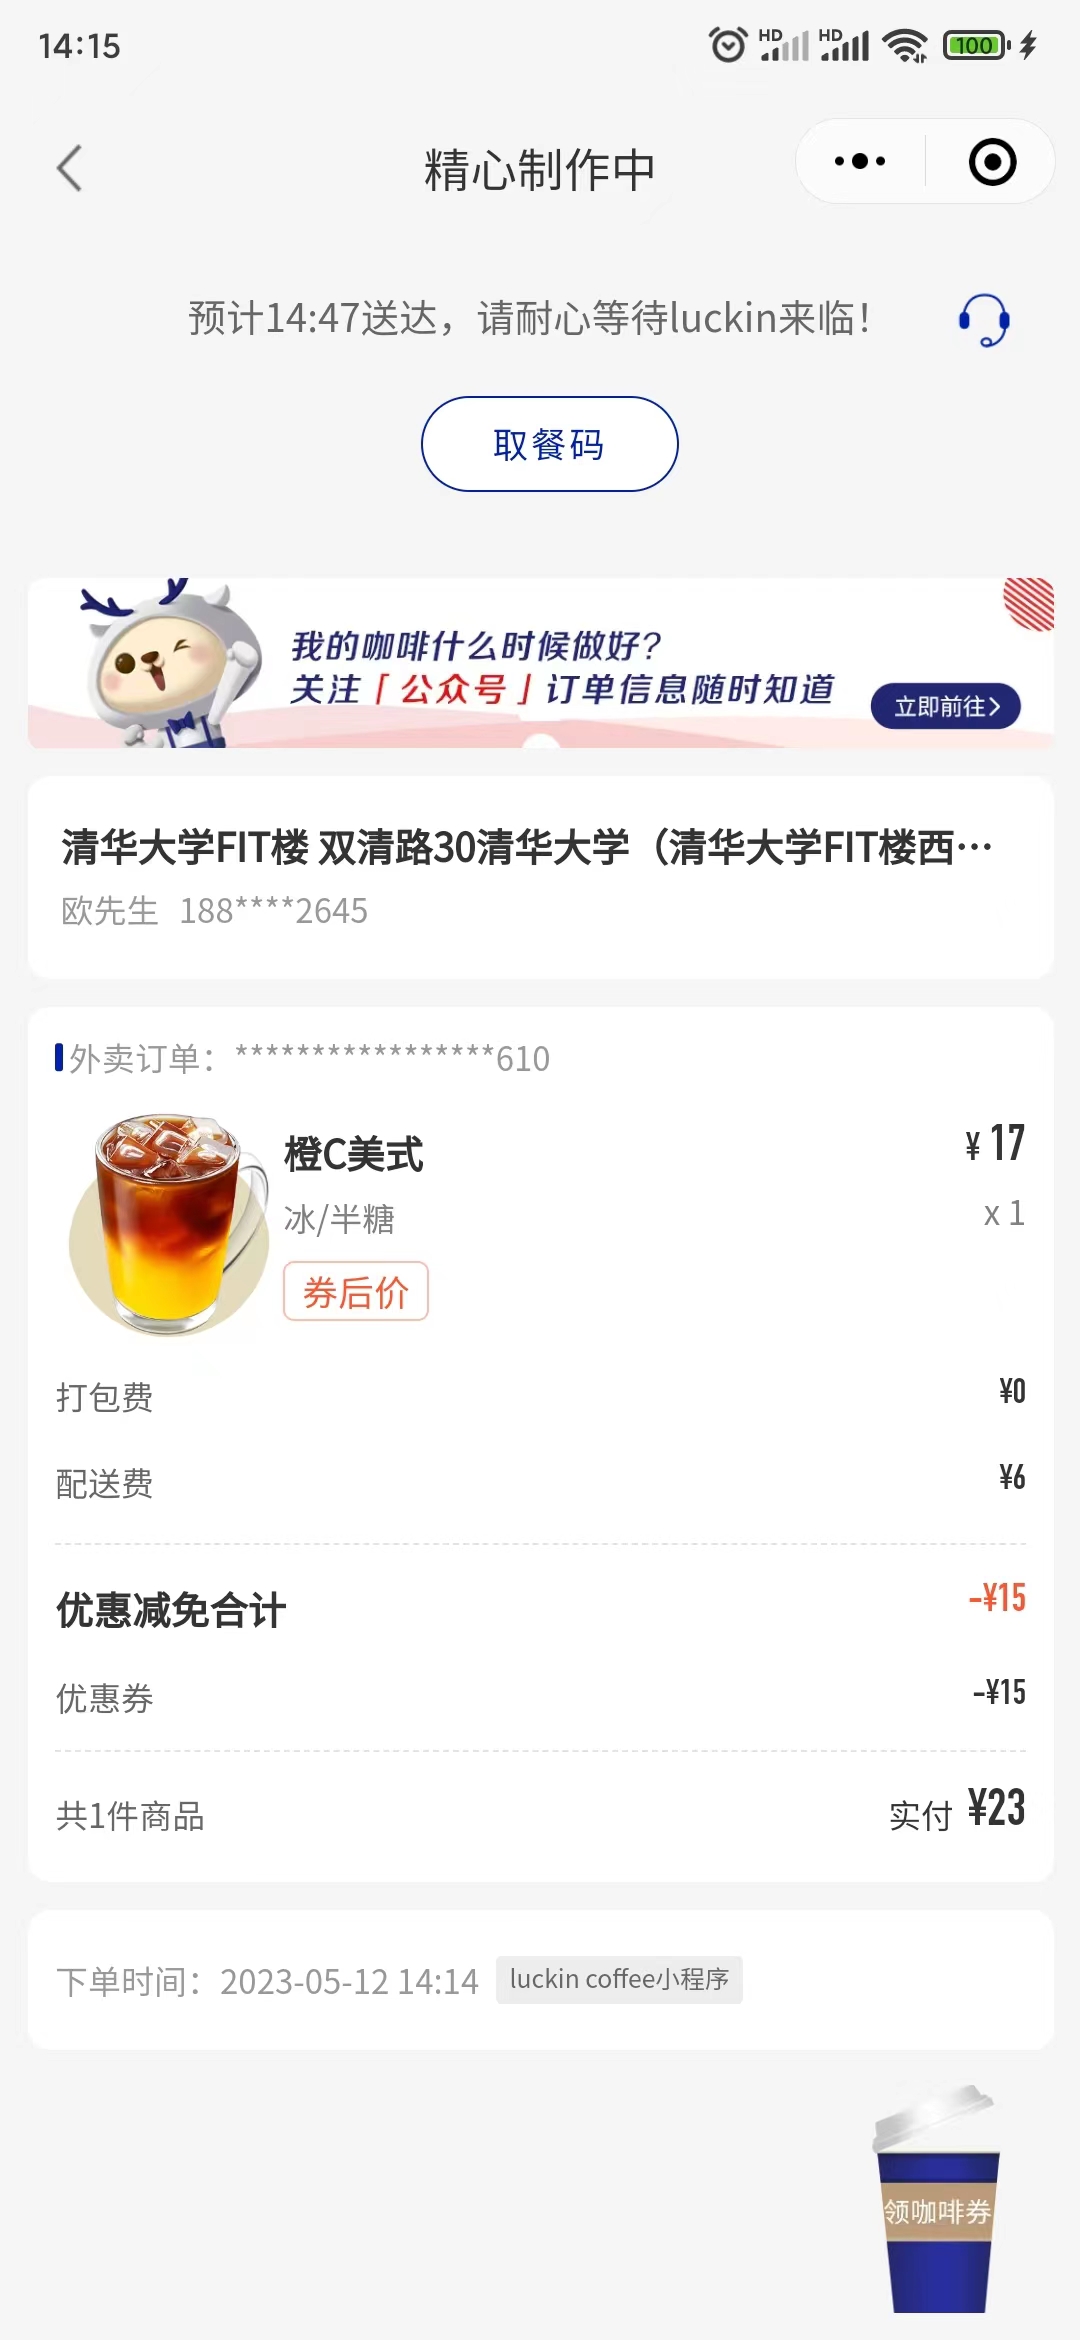 14:15
HD HD 100
精心制作中
预计14:47送达，请耐心等待luckin来临！
取餐码
我的咖啡什么时候做好？
关注「公众号」订单信息随时知道
立即前往>
清华大学FIT楼 双清路30清华大学（清华大学FIT楼西…
欧先生 188****2645
外卖订单：*****************610
橙C美式
¥ 17
冰/半糖
x 1
券后价
打包费 ¥0
配送费 ¥6
优惠减免合计 -¥15
优惠券 -¥15
共1件商品 实付 ¥23
下单时间：2023-05-12 14:14 luckin coffee小程序
领咖啡券